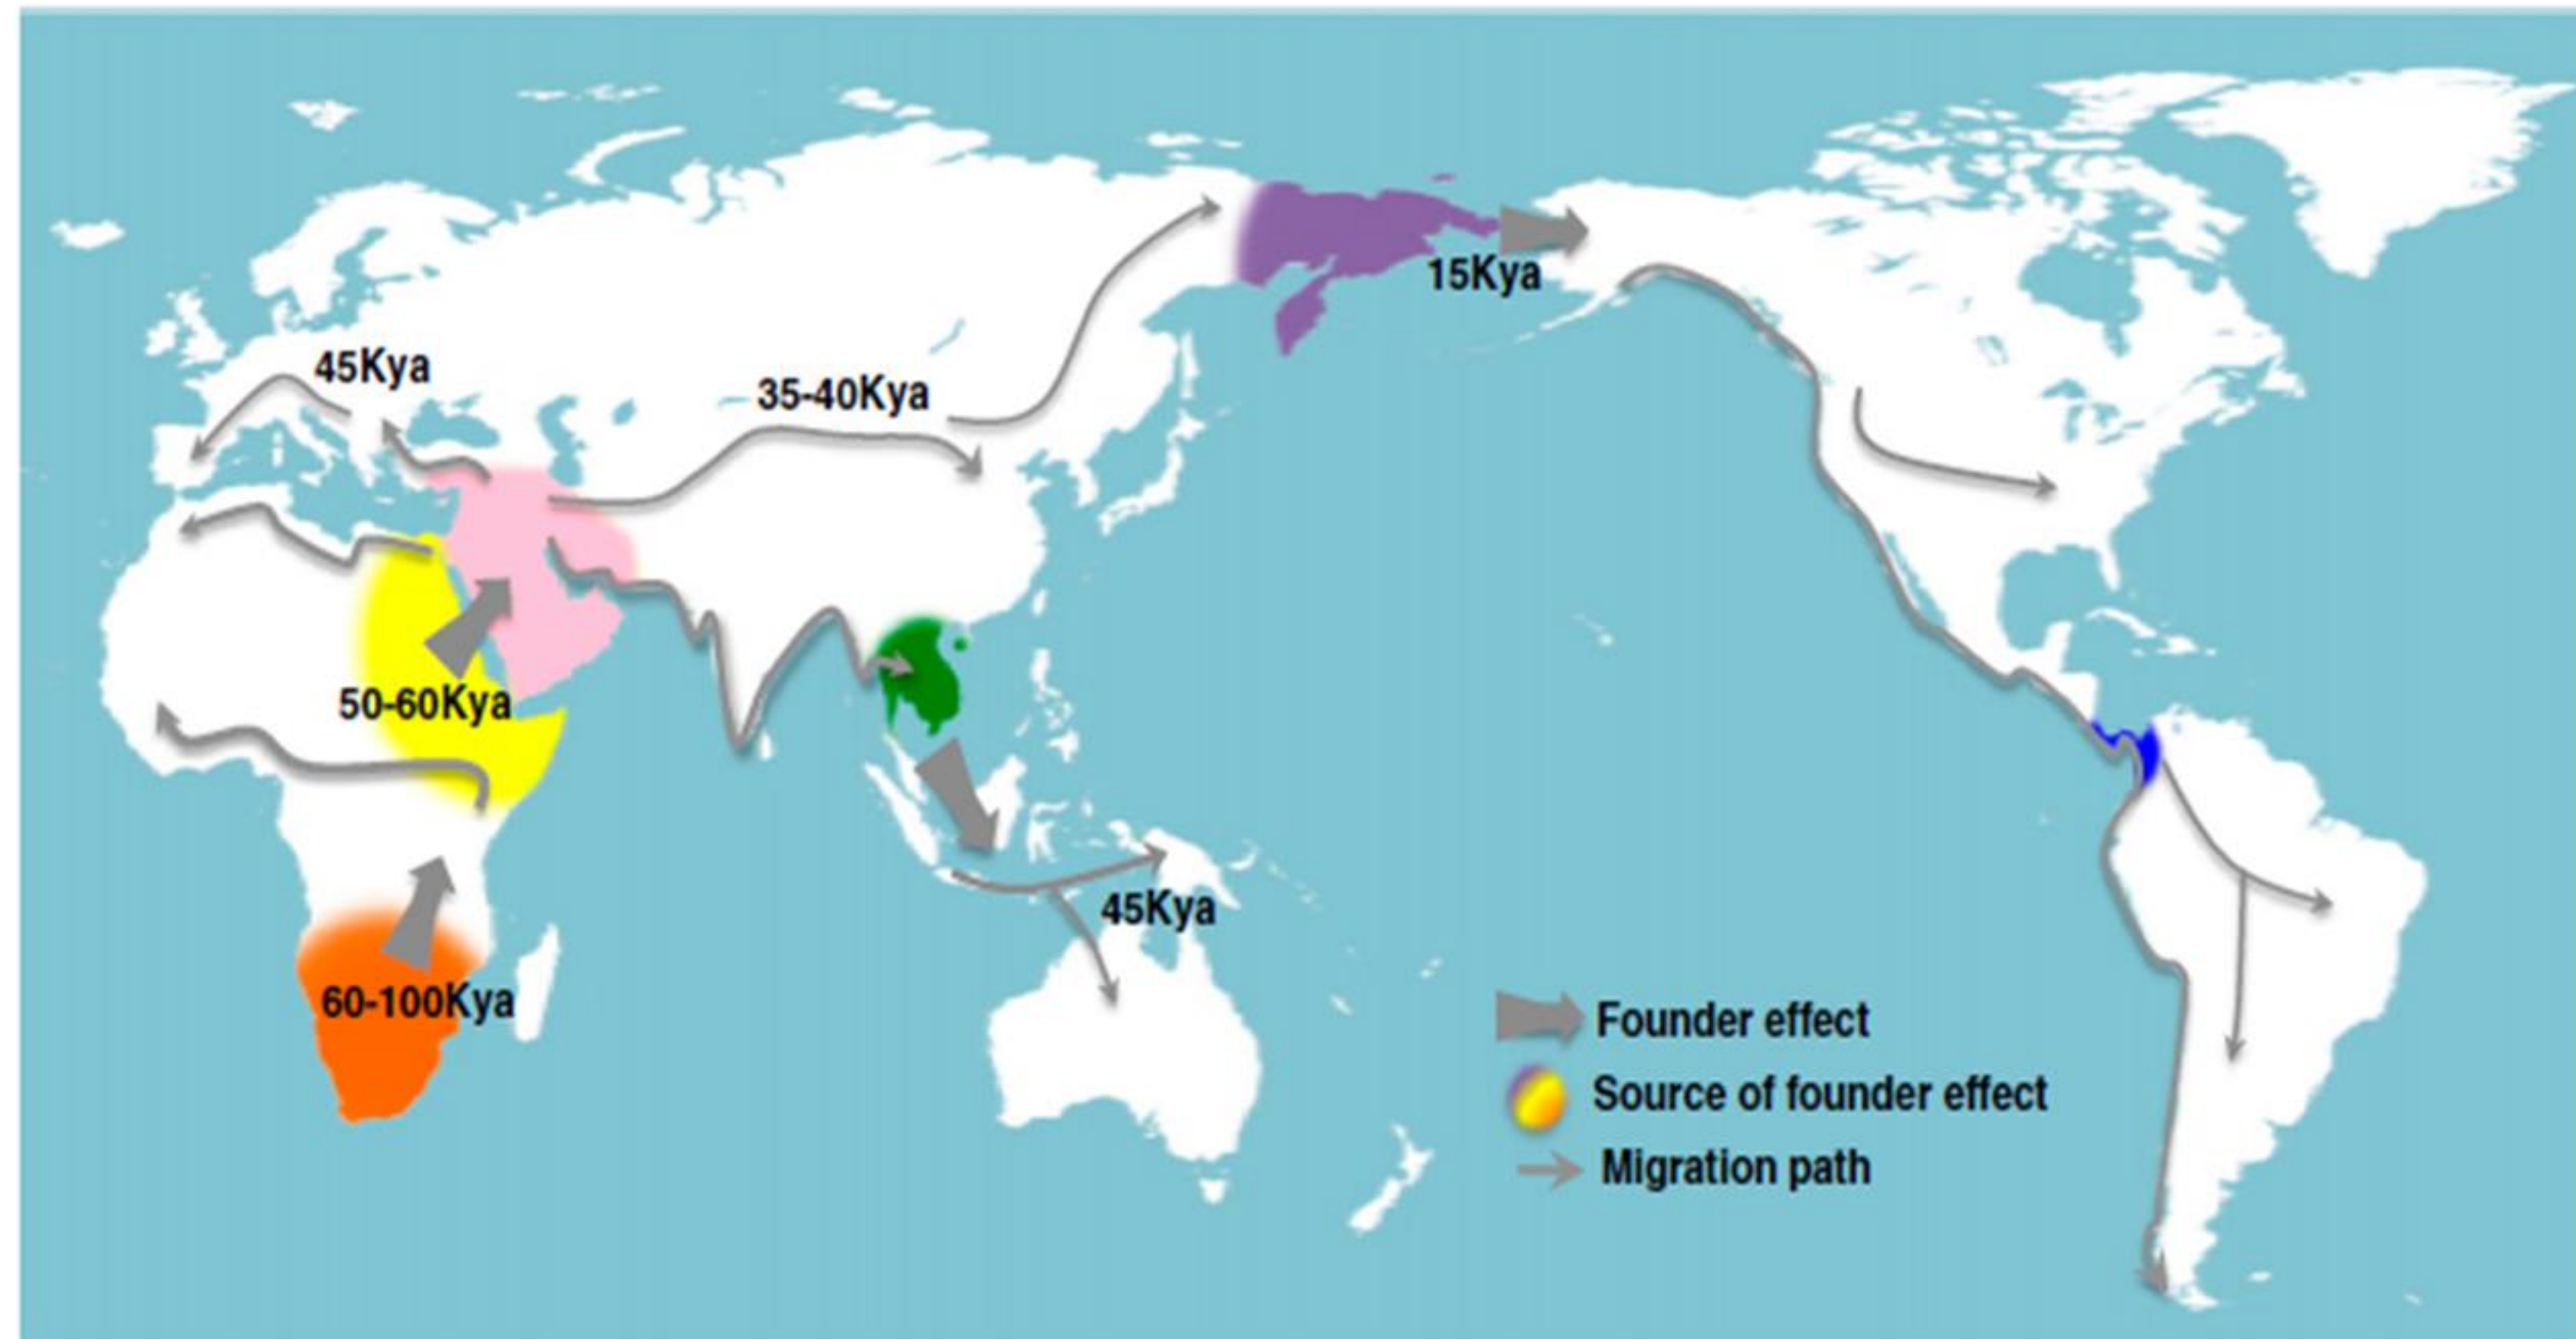 15Kya
45Kya
35-40Kya
50-60Kya
45Kya
60-100Kya
Founder effect
Source of founder effect
Migration path